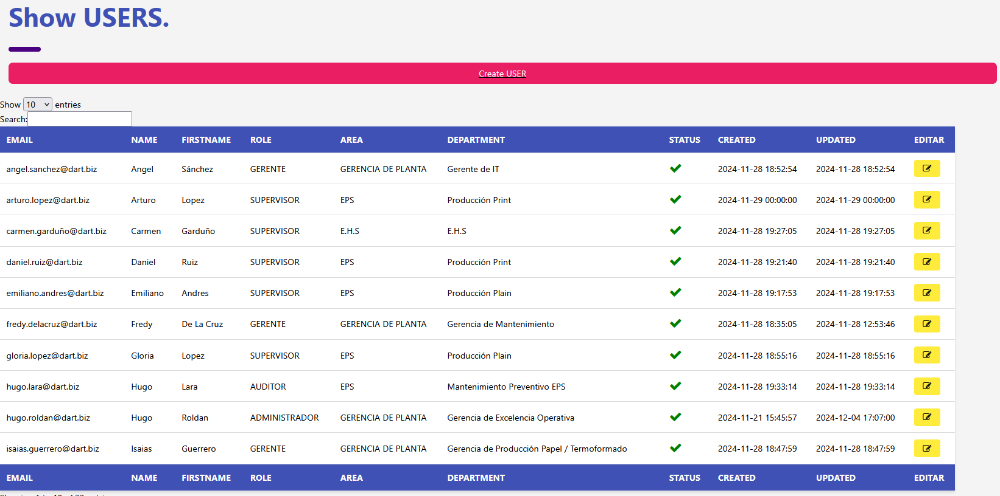 Show USERS.
Create USER
Show 10 entries
Search:
EMAIL NAME FIRSTNAME ROLE AREA DEPARTMENT STATUS CREATED UPDATED EDITAR
angel.sanchez@dart.biz Angel Sánchez GERENTE GERENCIA DE PLANTA Gerente de IT 2024-11-28 18:52:54 2024-11-28 18:52:54
arturo.lopez@dart.biz Arturo Lopez SUPERVISOR EPS Producción Print 2024-11-29 00:00:00 2024-11-29 00:00:00
carmen.garduño@dart.biz Carmen Garduño SUPERVISOR E.H.S E.H.S 2024-11-28 19:27:05 2024-11-28 19:27:05
daniel.ruiz@dart.biz Daniel Ruiz SUPERVISOR EPS Producción Print 2024-11-28 19:21:40 2024-11-28 19:21:40
emiliano.andres@dart.biz Emiliano Andres SUPERVISOR EPS Producción Plain 2024-11-28 19:17:53 2024-11-28 19:17:53
fredy.delacruz@dart.biz Fredy De La Cruz GERENTE GERENCIA DE PLANTA Gerencia de Mantenimiento 2024-11-28 18:35:05 2024-11-28 12:53:46
gloria.lopez@dart.biz Gloria Lopez SUPERVISOR EPS Producción Plain 2024-11-28 18:55:16 2024-11-28 18:55:16
hugo.lara@dart.biz Hugo Lara AUDITOR EPS Mantenimiento Preventivo EPS 2024-11-28 19:33:14 2024-11-28 19:33:14
hugo.roldan@dart.biz Hugo Roldan ADMINISTRADOR GERENCIA DE PLANTA Gerencia de Excelencia Operativa 2024-11-21 15:45:57 2024-12-04 17:07:00
isaias.guerrero@dart.biz Isaias Guerrero GERENTE GERENCIA DE PLANTA Gerencia de Producción Papel / Termoformado 2024-11-28 18:47:59 2024-11-28 18:47:59
EMAIL NAME FIRSTNAME ROLE AREA DEPARTMENT STATUS CREATED UPDATED EDITAR